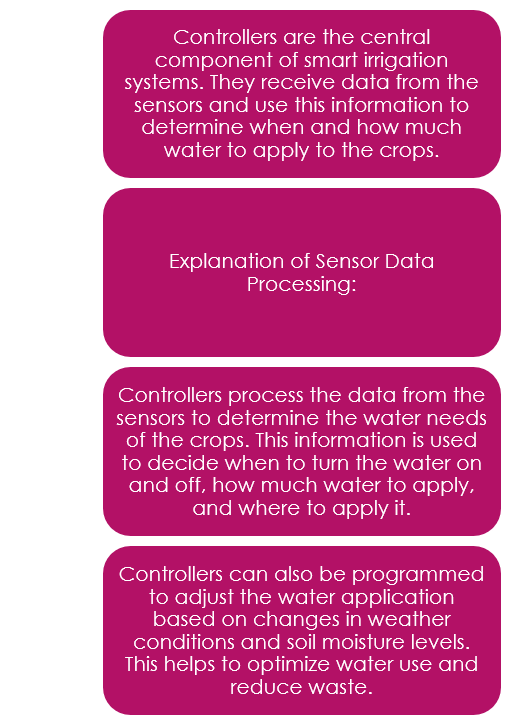 Controllers are the central
component of smart irrigation
systems. They receive data from the
sensors and use this information to
determine when and how much
water to apply to the crops.
Explanation of Sensor Data
Processing:
Controllers process the data from the
sensors to determine the water needs
of the crops. This information is used
to decide when to turn the water on
and off, how much water to apply,
and where to apply it.
Controllers can also be programmed
to adjust the water application
based on changes in weather
conditions and soil moisture levels.
This helps to optimize water use and
reduce waste.